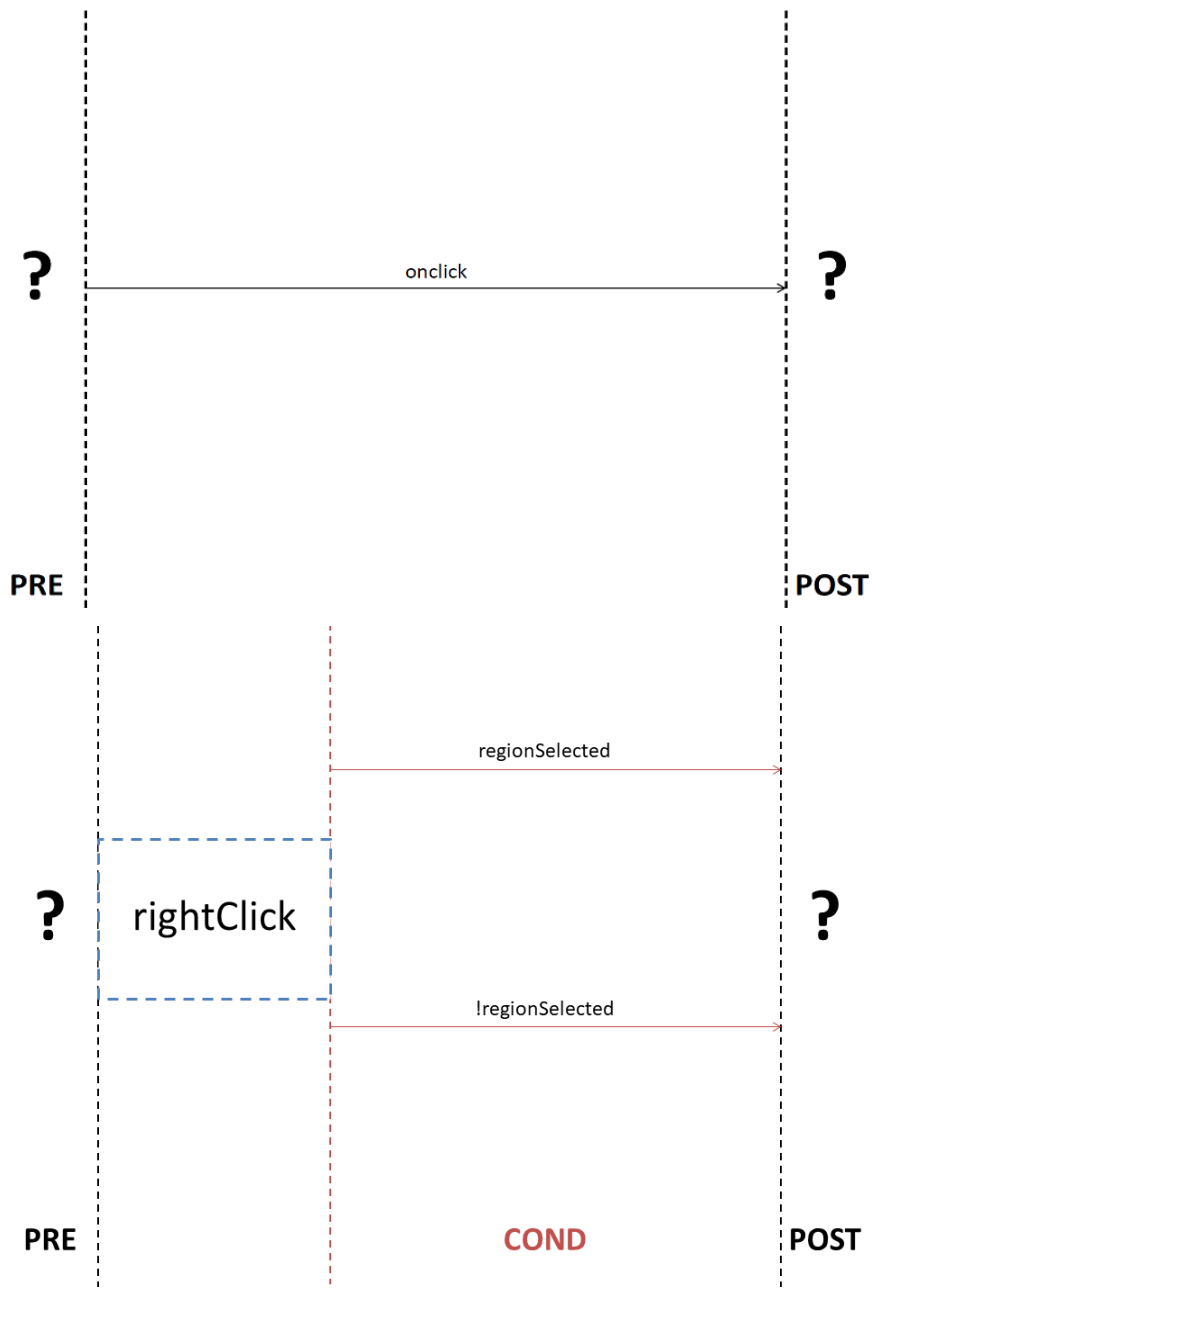 onclick
? ?
PRE POST
regionSelected
? rightClick ?
!regionSelected
PRE COND POST